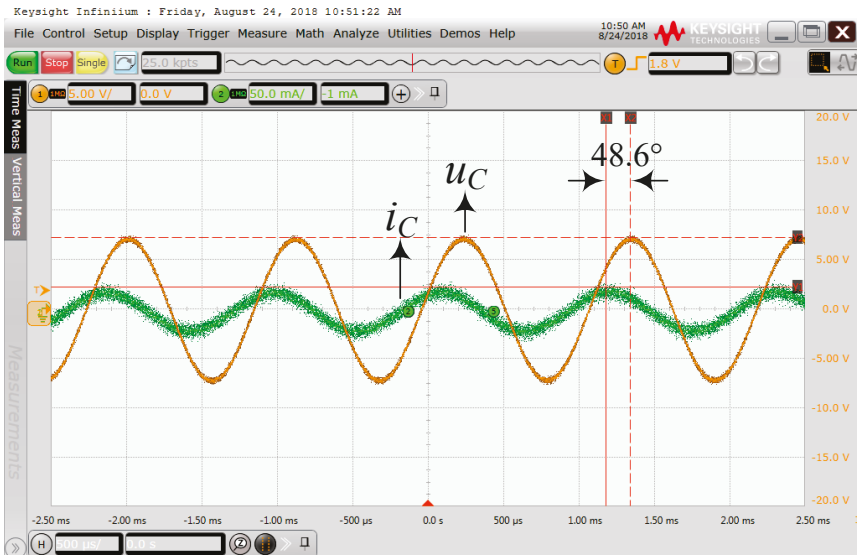 Keysight Infiniium : Friday, August 24, 2018 10:51:22 AM
File Control Setup Display Trigger Measure Math Analyze Utilities Demos Help
10:50 AM
8/24/2018
KEYSIGHT
TECHNOLOGIES
Run Stop Single 25.0 kpts T 1.8 V
1 1MΩ 5.00 V/ 0.0 V 2 1MΩ 50.0 mA/ -1 mA +
Time Meas
Vertical Meas
Measurements
20.0 V
15.0 V
10.0 V
5.00 V
0.0 V
-5.00 V
-10.0 V
-15.0 V
-20.0 V
48.6°
u_C
i_C
T
2
3
-2.50 ms -2.00 ms -1.50 ms -1.00 ms -500 µs 0.0 s 500 µs 1.00 ms 1.50 ms 2.00 ms 2.50 ms
H 500 µs/ 0.0 s Z